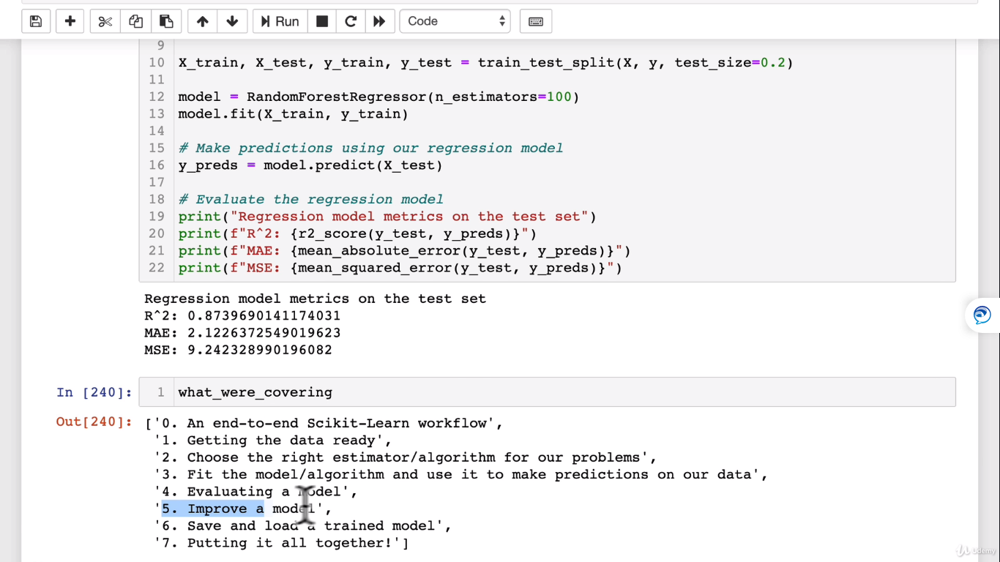 Run
Code
9
10 X_train, X_test, y_train, y_test = train_test_split(X, y, test_size=0.2)
11
12 model = RandomForestRegressor(n_estimators=100)
13 model.fit(X_train, y_train)
14
15 # Make predictions using our regression model
16 y_preds = model.predict(X_test)
17
18 # Evaluate the regression model
19 print("Regression model metrics on the test set")
20 print(f"R^2: {r2_score(y_test, y_preds)}")
21 print(f"MAE: {mean_absolute_error(y_test, y_preds)}")
22 print(f"MSE: {mean_squared_error(y_test, y_preds)}")
Regression model metrics on the test set
R^2: 0.8739690141174031
MAE: 2.1226372549019623
MSE: 9.242328990196082
In [240]: 1 what_were_covering
Out[240]: ['0. An end-to-end Scikit-Learn workflow',
'1. Getting the data ready',
'2. Choose the right estimator/algorithm for our problems',
'3. Fit the model/algorithm and use it to make predictions on our data',
'4. Evaluating a model',
'5. Improve a model',
'6. Save and load a trained model',
'7. Putting it all together!']
Udemy